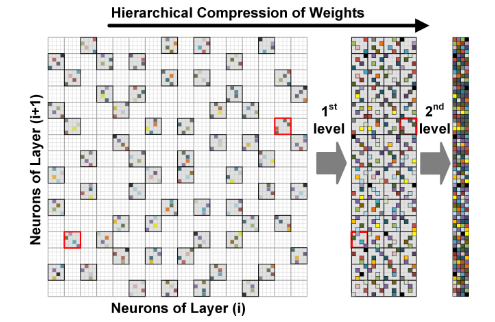 Hierarchical Compression of Weights
Neurons of Layer (i+1)
1st
level
2nd
level
Neurons of Layer (i)